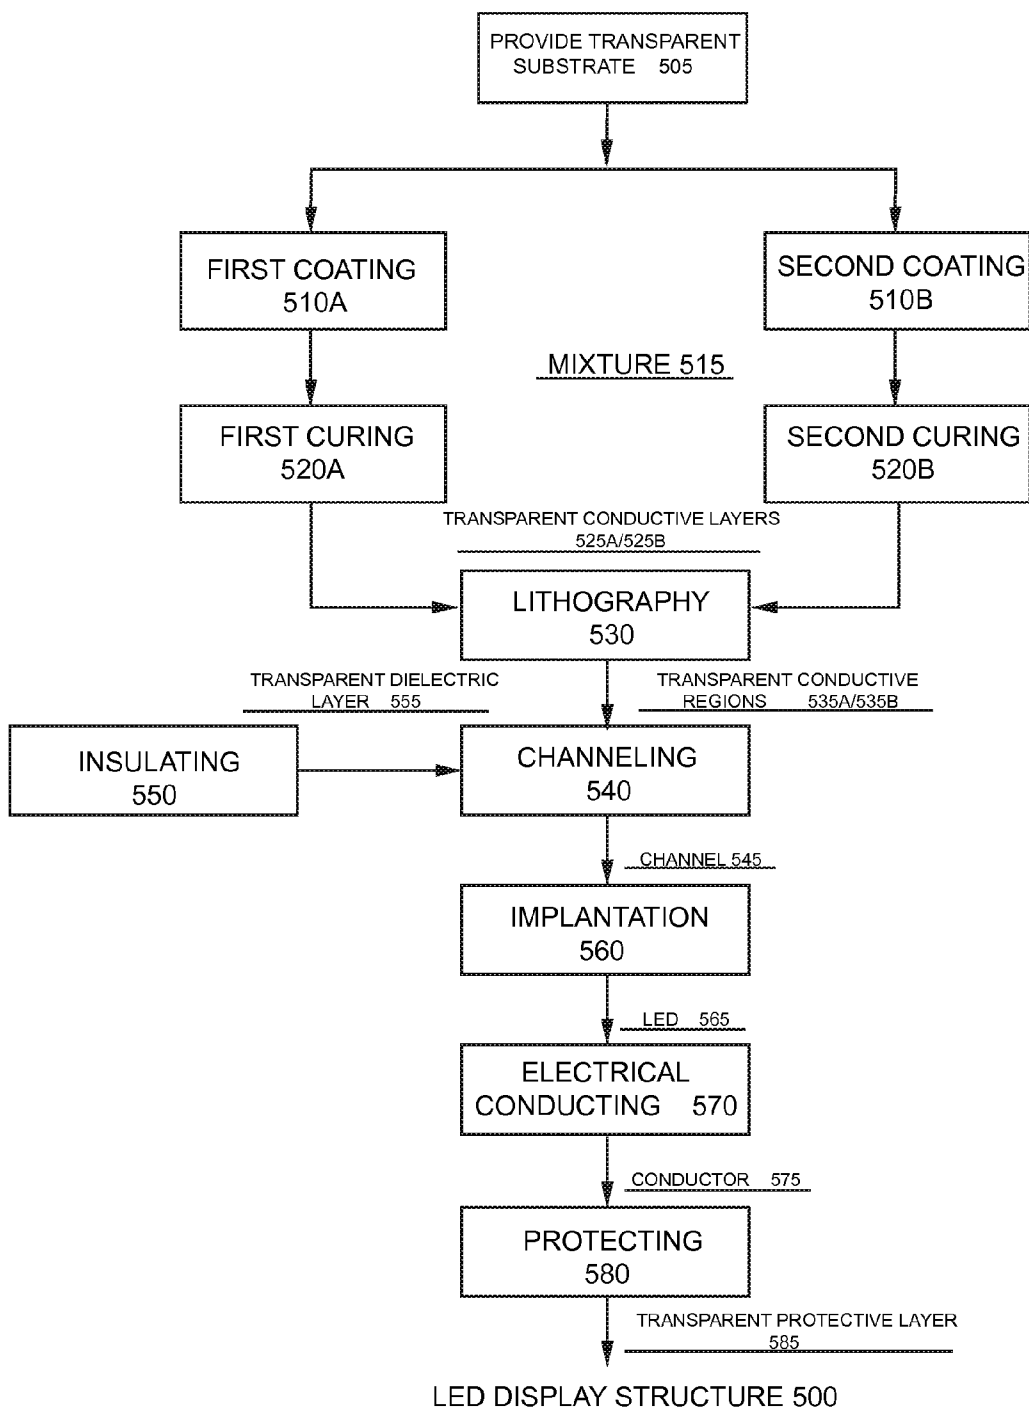 PROVIDE TRANSPARENT
SUBSTRATE 505
FIRST COATING
510A
SECOND COATING
510B
MIXTURE 515
FIRST CURING
520A
SECOND CURING
520B
TRANSPARENT CONDUCTIVE LAYERS
525A/525B
LITHOGRAPHY
530
TRANSPARENT DIELECTRIC
LAYER 555
TRANSPARENT CONDUCTIVE
REGIONS 535A/535B
INSULATING
550
CHANNELING
540
CHANNEL 545
IMPLANTATION
560
LED 565
ELECTRICAL
CONDUCTING 570
CONDUCTOR 575
PROTECTING
580
TRANSPARENT PROTECTIVE LAYER
585
LED DISPLAY STRUCTURE 500